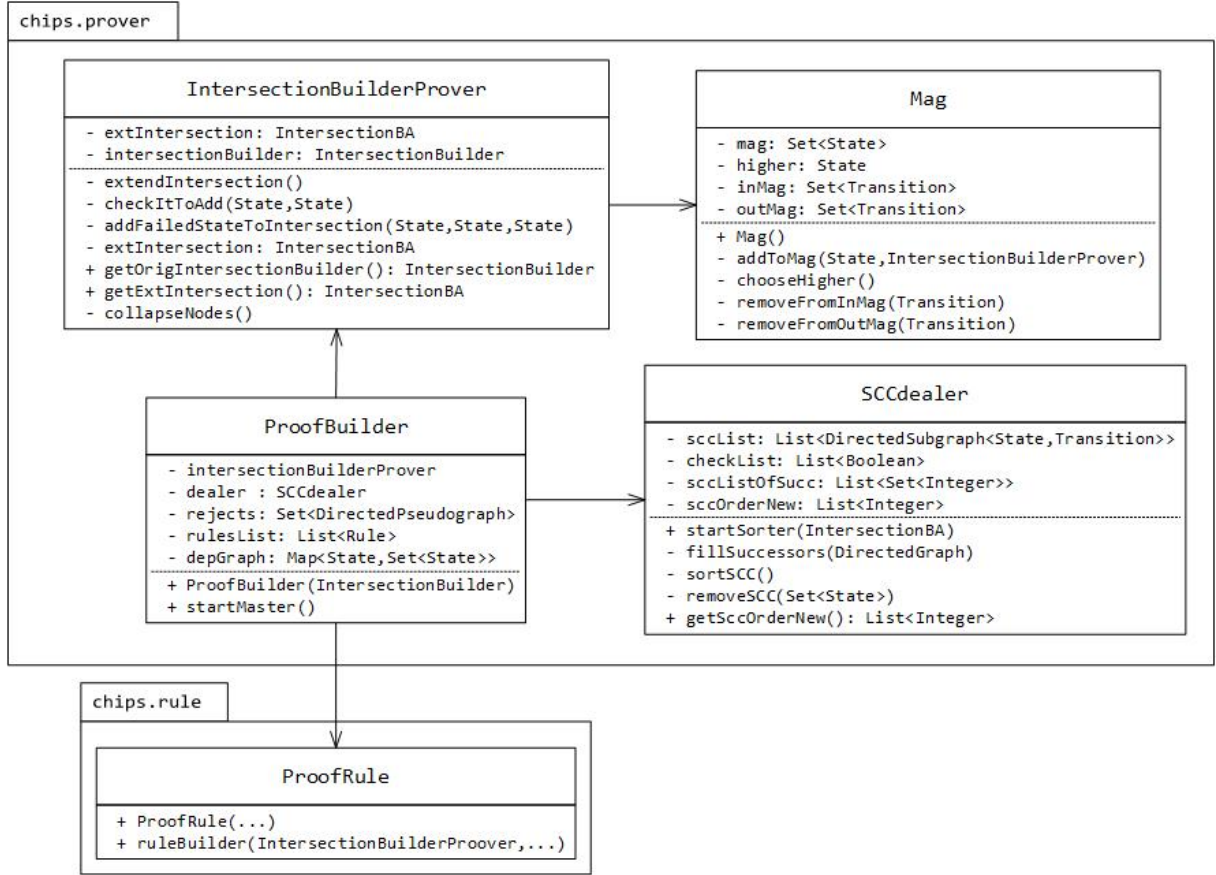 chips.prover
IntersectionBuilderProver
- extIntersection: IntersectionBA
- intersectionBuilder: IntersectionBuilder
- extendIntersection()
- checkItToAdd(State,State)
- addFailedStateToIntersection(State,State,State)
- extIntersection: IntersectionBA
+ getOrigIntersectionBuilder(): IntersectionBuilder
+ getExtIntersection(): IntersectionBA
- collapseNodes()
Mag
- mag: Set<State>
- higher: State
- inMag: Set<Transition>
- outMag: Set<Transition>
+ Mag()
- addToMag(State,IntersectionBuilderProver)
- chooseHigher()
- removeFromInMag(Transition)
- removeFromOutMag(Transition)
ProofBuilder
- intersectionBuilderProver
- dealer : SCCdealer
- rejects: Set<DirectedPseudograph>
- rulesList: List<Rule>
- depGraph: Map<State,Set<State>>
+ ProofBuilder(IntersectionBuilder)
+ startMaster()
SCCdealer
- sccList: List<DirectedSubgraph<State,Transition>>
- checkList: List<Boolean>
- sccListOfSucc: List<Set<Integer>>
- sccOrderNew: List<Integer>
+ startSorter(IntersectionBA)
- fillSuccessors(DirectedGraph)
- sortSCC()
- removeSCC(Set<State>)
+ getSccOrderNew(): List<Integer>
chips.rule
ProofRule
+ ProofRule(...)
+ ruleBuilder(IntersectionBuilderProover,...)